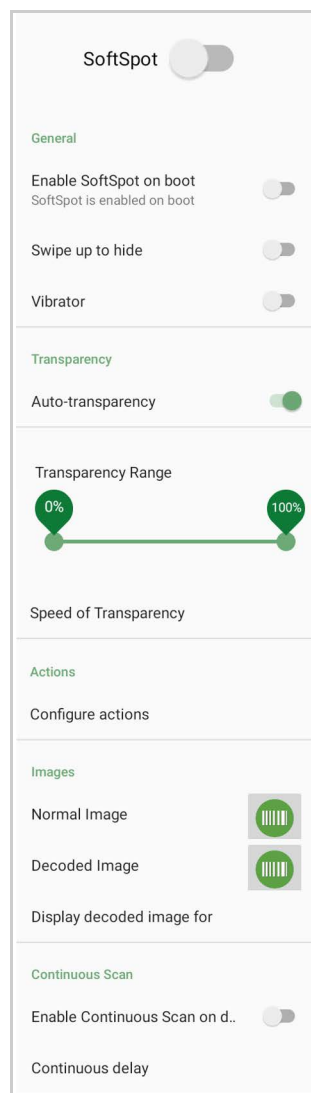 SoftSpot
General
Enable SoftSpot on boot
SoftSpot is enabled on boot
Swipe up to hide
Vibrator
Transparency
Auto-transparency
Transparency Range
0% 100%
Speed of Transparency
Actions
Configure actions
Images
Normal Image
Decoded Image
Display decoded image for
Continuous Scan
Enable Continuous Scan on d..
Continuous delay